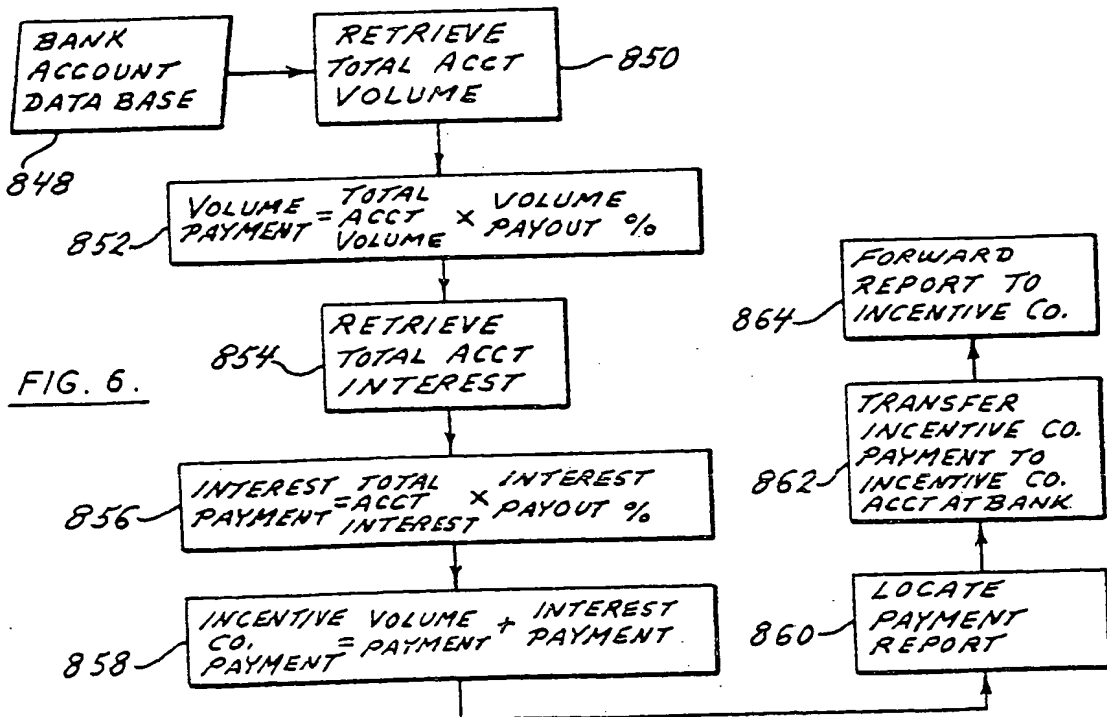 BANK
ACCOUNT
DATA BASE
848
RETRIEVE
TOTAL ACCT
VOLUME
850
VOLUME PAYMENT = TOTAL ACCT VOLUME × VOLUME PAYOUT %
852
RETRIEVE
TOTAL ACCT
INTEREST
854
FIG. 6.
INTEREST PAYMENT = TOTAL ACCT INTEREST × INTEREST PAYOUT %
856
INCENTIVE CO. PAYMENT = VOLUME PAYMENT + INTEREST PAYMENT
858
LOCATE
PAYMENT
REPORT
860
TRANSFER
INCENTIVE CO.
PAYMENT TO
INCENTIVE CO.
ACCT AT BANK
862
FORWARD
REPORT TO
INCENTIVE CO.
864